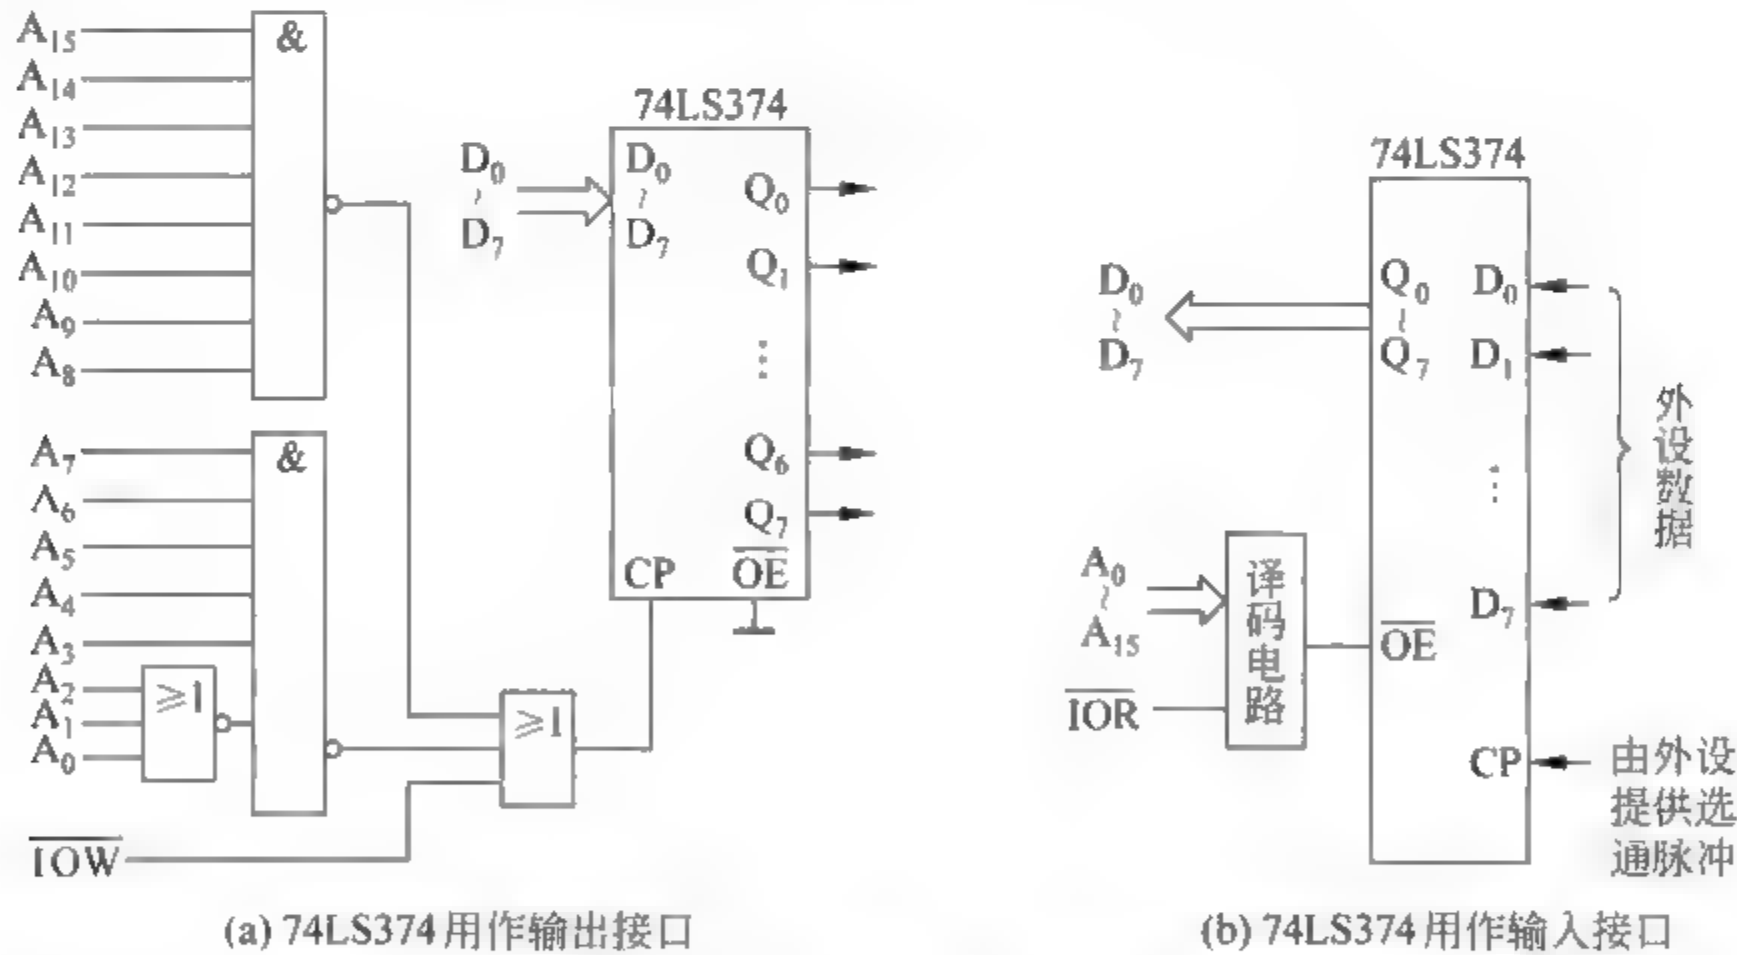 A₁₅
A₁₄
A₁₃
A₁₂
A₁₁
A₁₀
A₉
A₈
&
A₇
A₆
A₅
A₄
A₃
A₂
A₁
A₀
≥1
&
≥1
I̅O̅W̅
74LS374
D₀
~
D₇
D₀
~
D₇
Q₀
Q₁
⋮
Q₆
Q₇
CP
O̅E̅
(a) 74LS374用作输出接口
74LS374
D₀
~
D₇
Q₀
~
Q₇
D₀
D₁
⋮
D₇
外设数据
A₀
~
A₁₅
I̅O̅R̅
译码电路
O̅E̅
CP
由外设
提供选
通脉冲
(b) 74LS374用作输入接口